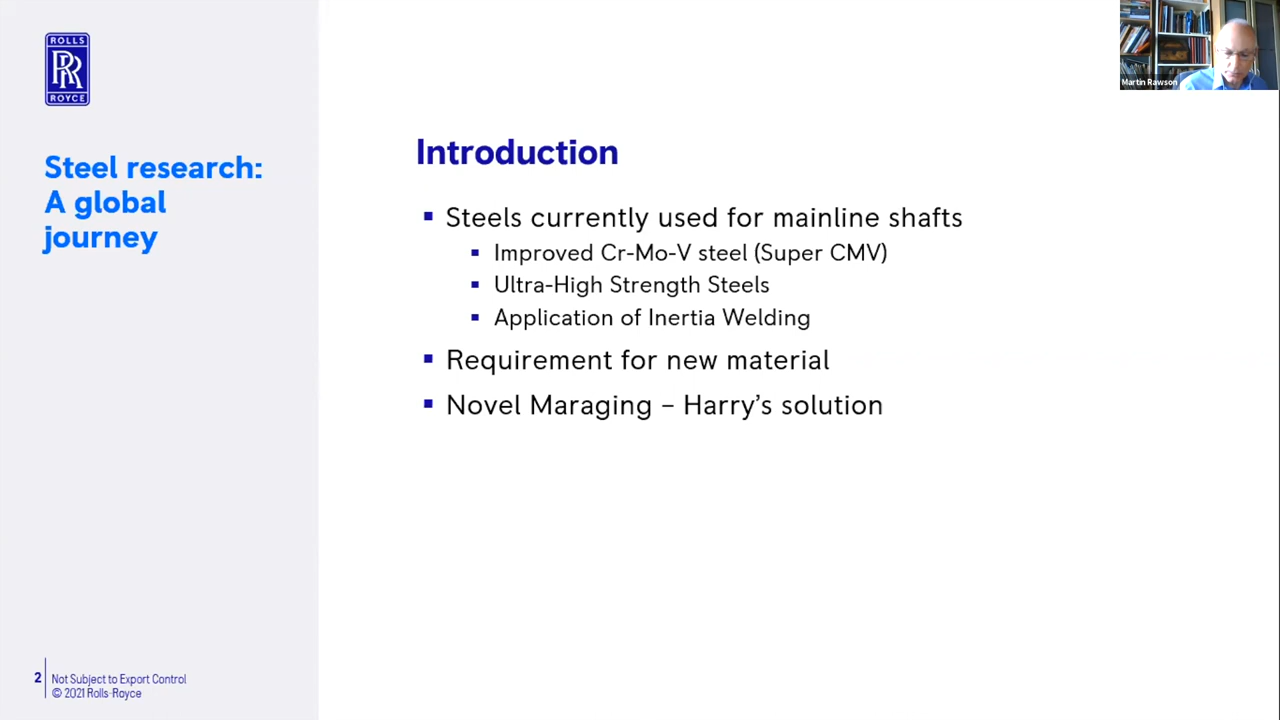 ROLLS
RR
ROYCE
Martin Rawson
Steel research:
A global
journey
Introduction
Steels currently used for mainline shafts
Improved Cr-Mo-V steel (Super CMV)
Ultra-High Strength Steels
Application of Inertia Welding
Requirement for new material
Novel Maraging – Harry's solution
2
Not Subject to Export Control
© 2021 Rolls-Royce